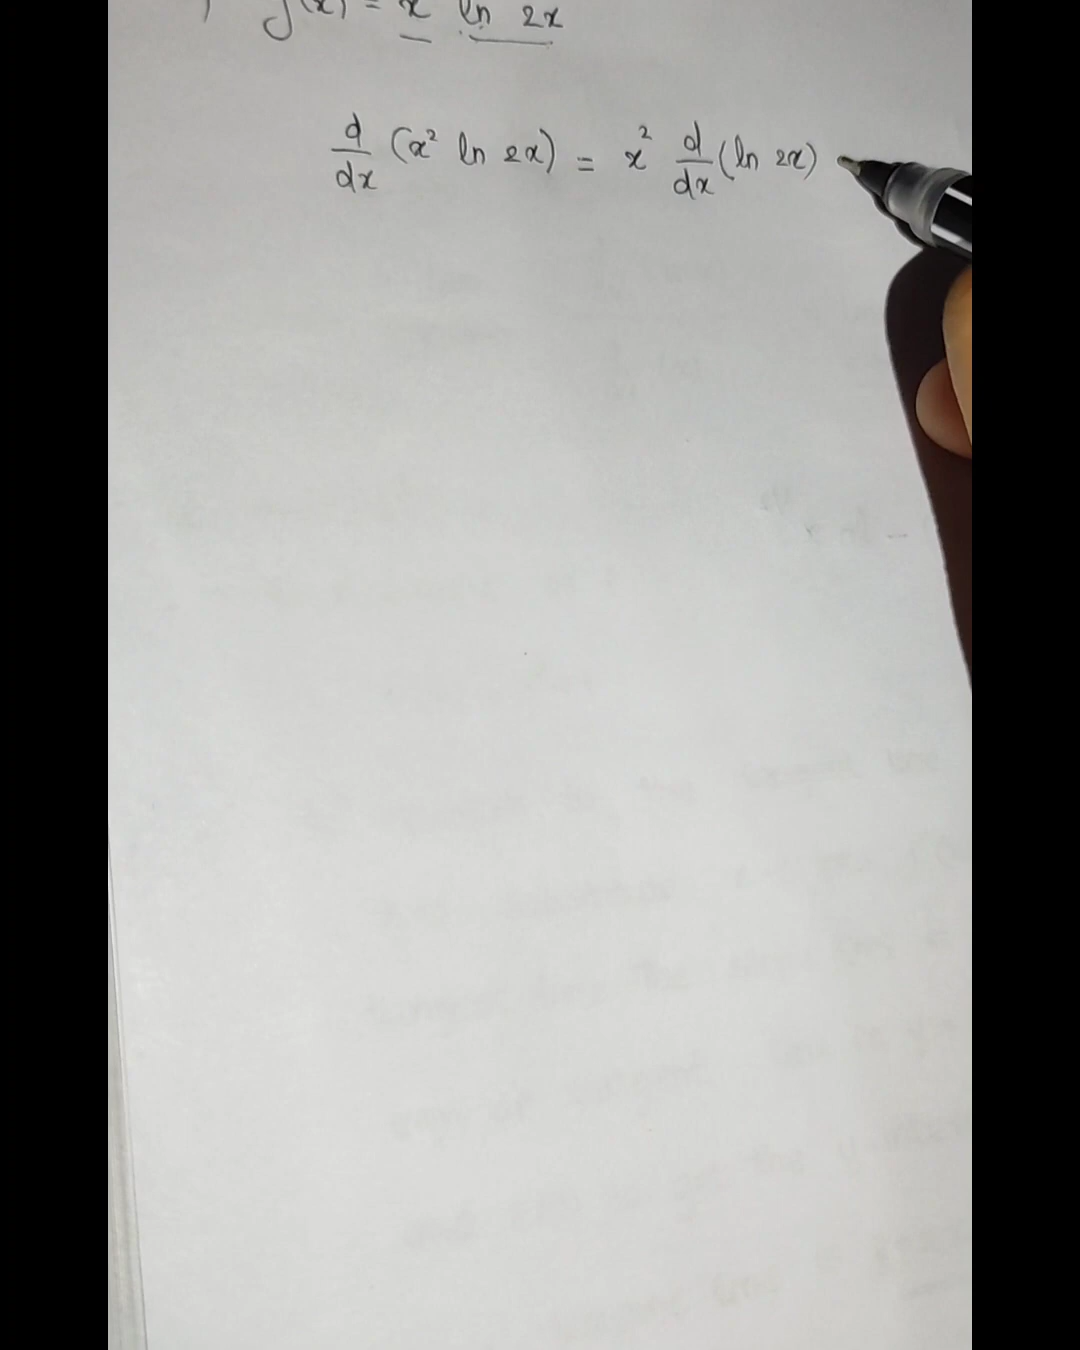 (x) = x ln 2x
d/dx (x² ln 2x) = x² d/dx (ln 2x)